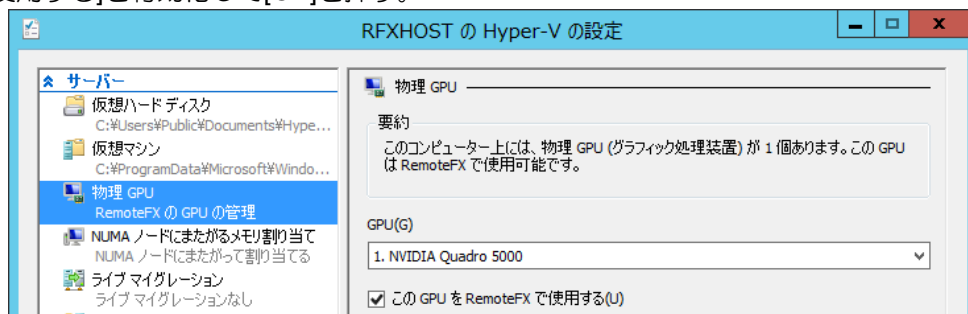 RFXHOST の Hyper-V の設定
サーバー
仮想ハード ディスク
C:¥Users¥Public¥Documents¥Hype...
仮想マシン
C:¥ProgramData¥Microsoft¥Windo...
物理 GPU
RemoteFX の GPU の管理
NUMA ノードにまたがるメモリ割り当て
NUMA ノードにまたがって割り当てる
ライブ マイグレーション
ライブ マイグレーションなし
物理 GPU
要約
このコンピューター上には、物理 GPU (グラフィック処理装置) が 1 個あります。この GPU
は RemoteFX で使用可能です。
GPU(G)
1. NVIDIA Quadro 5000
この GPU を RemoteFX で使用する(U)